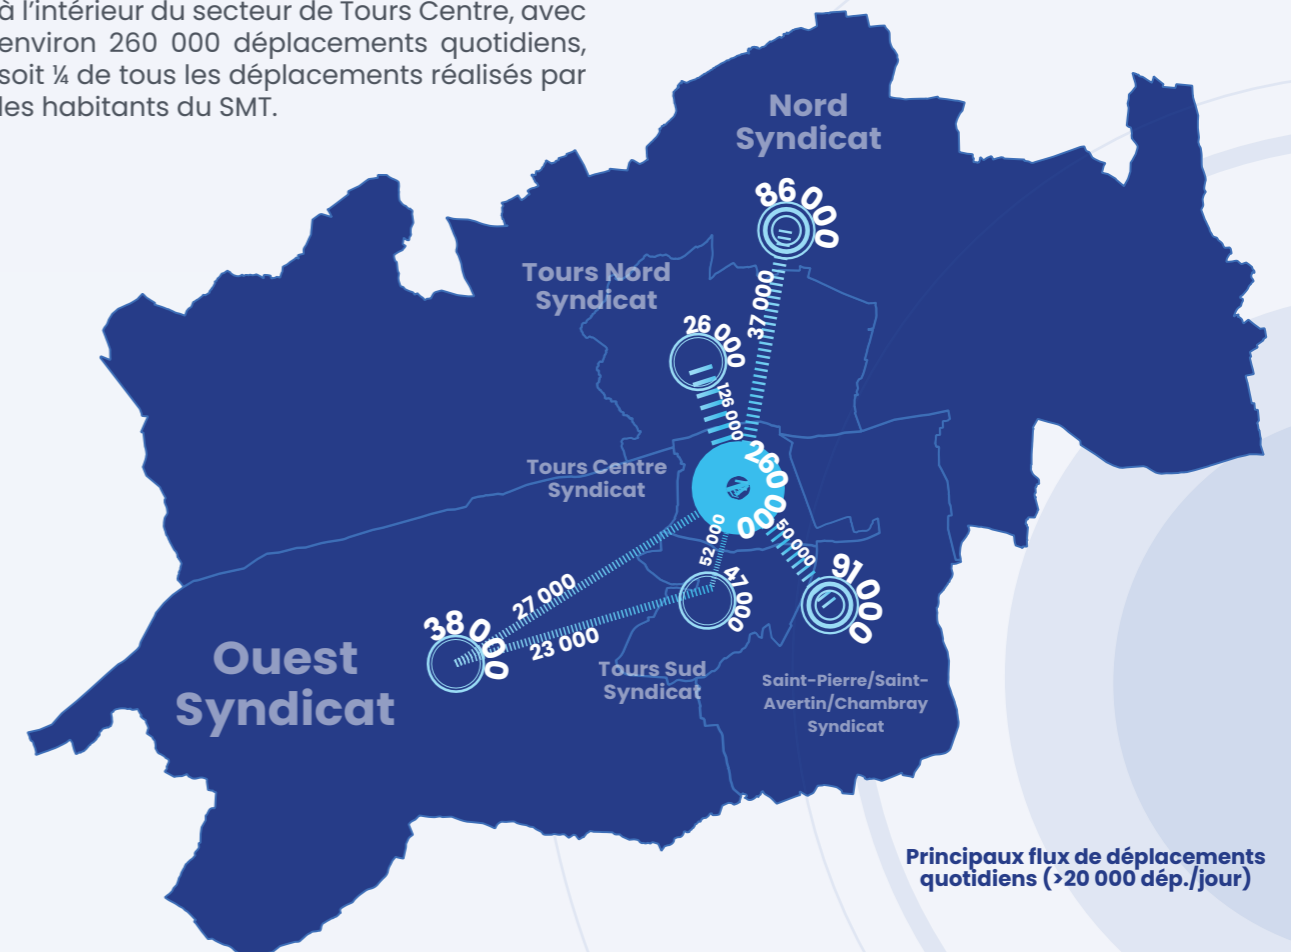 à l’intérieur du secteur de Tours Centre, avec
environ 260 000 déplacements quotidiens,
soit ¼ de tous les déplacements réalisés par
les habitants du SMT.
Nord
Syndicat
86 000
Tours Nord
Syndicat
37 000
26 000
126 000
Tours Centre
Syndicat
260 000
50 000
52 000
91 000
47 000
27 000
38 000
23 000
Ouest
Syndicat
Tours Sud
Syndicat
Saint-Pierre/Saint-
Avertin/Chambray
Syndicat
Principaux flux de déplacements
quotidiens (>20 000 dép./jour)